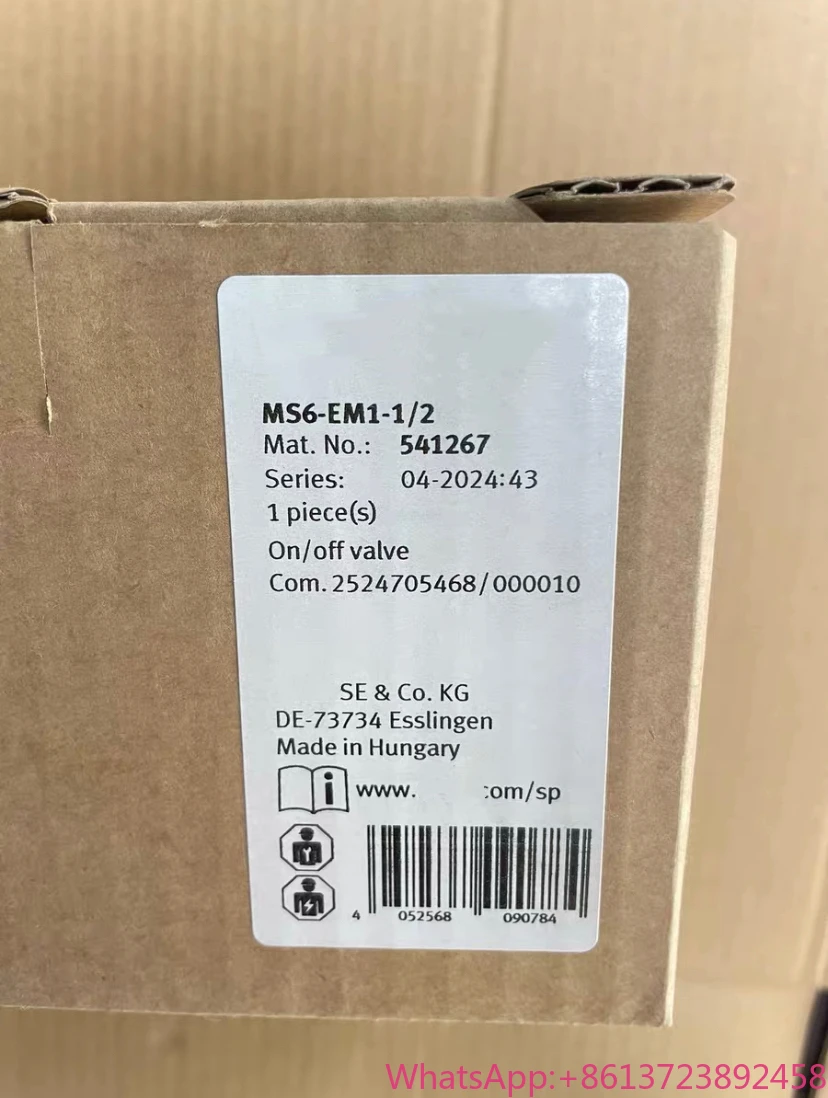 MS6-EM1-1/2
Mat. No.: 541267
Series: 04-2024:43
1 piece(s)
On/off valve
Com. 2524705468/000010
SE & Co. KG
DE-73734 Esslingen
Made in Hungary
i www. :om/sp
4 052568 090784
WhatsApp:+8613723892458